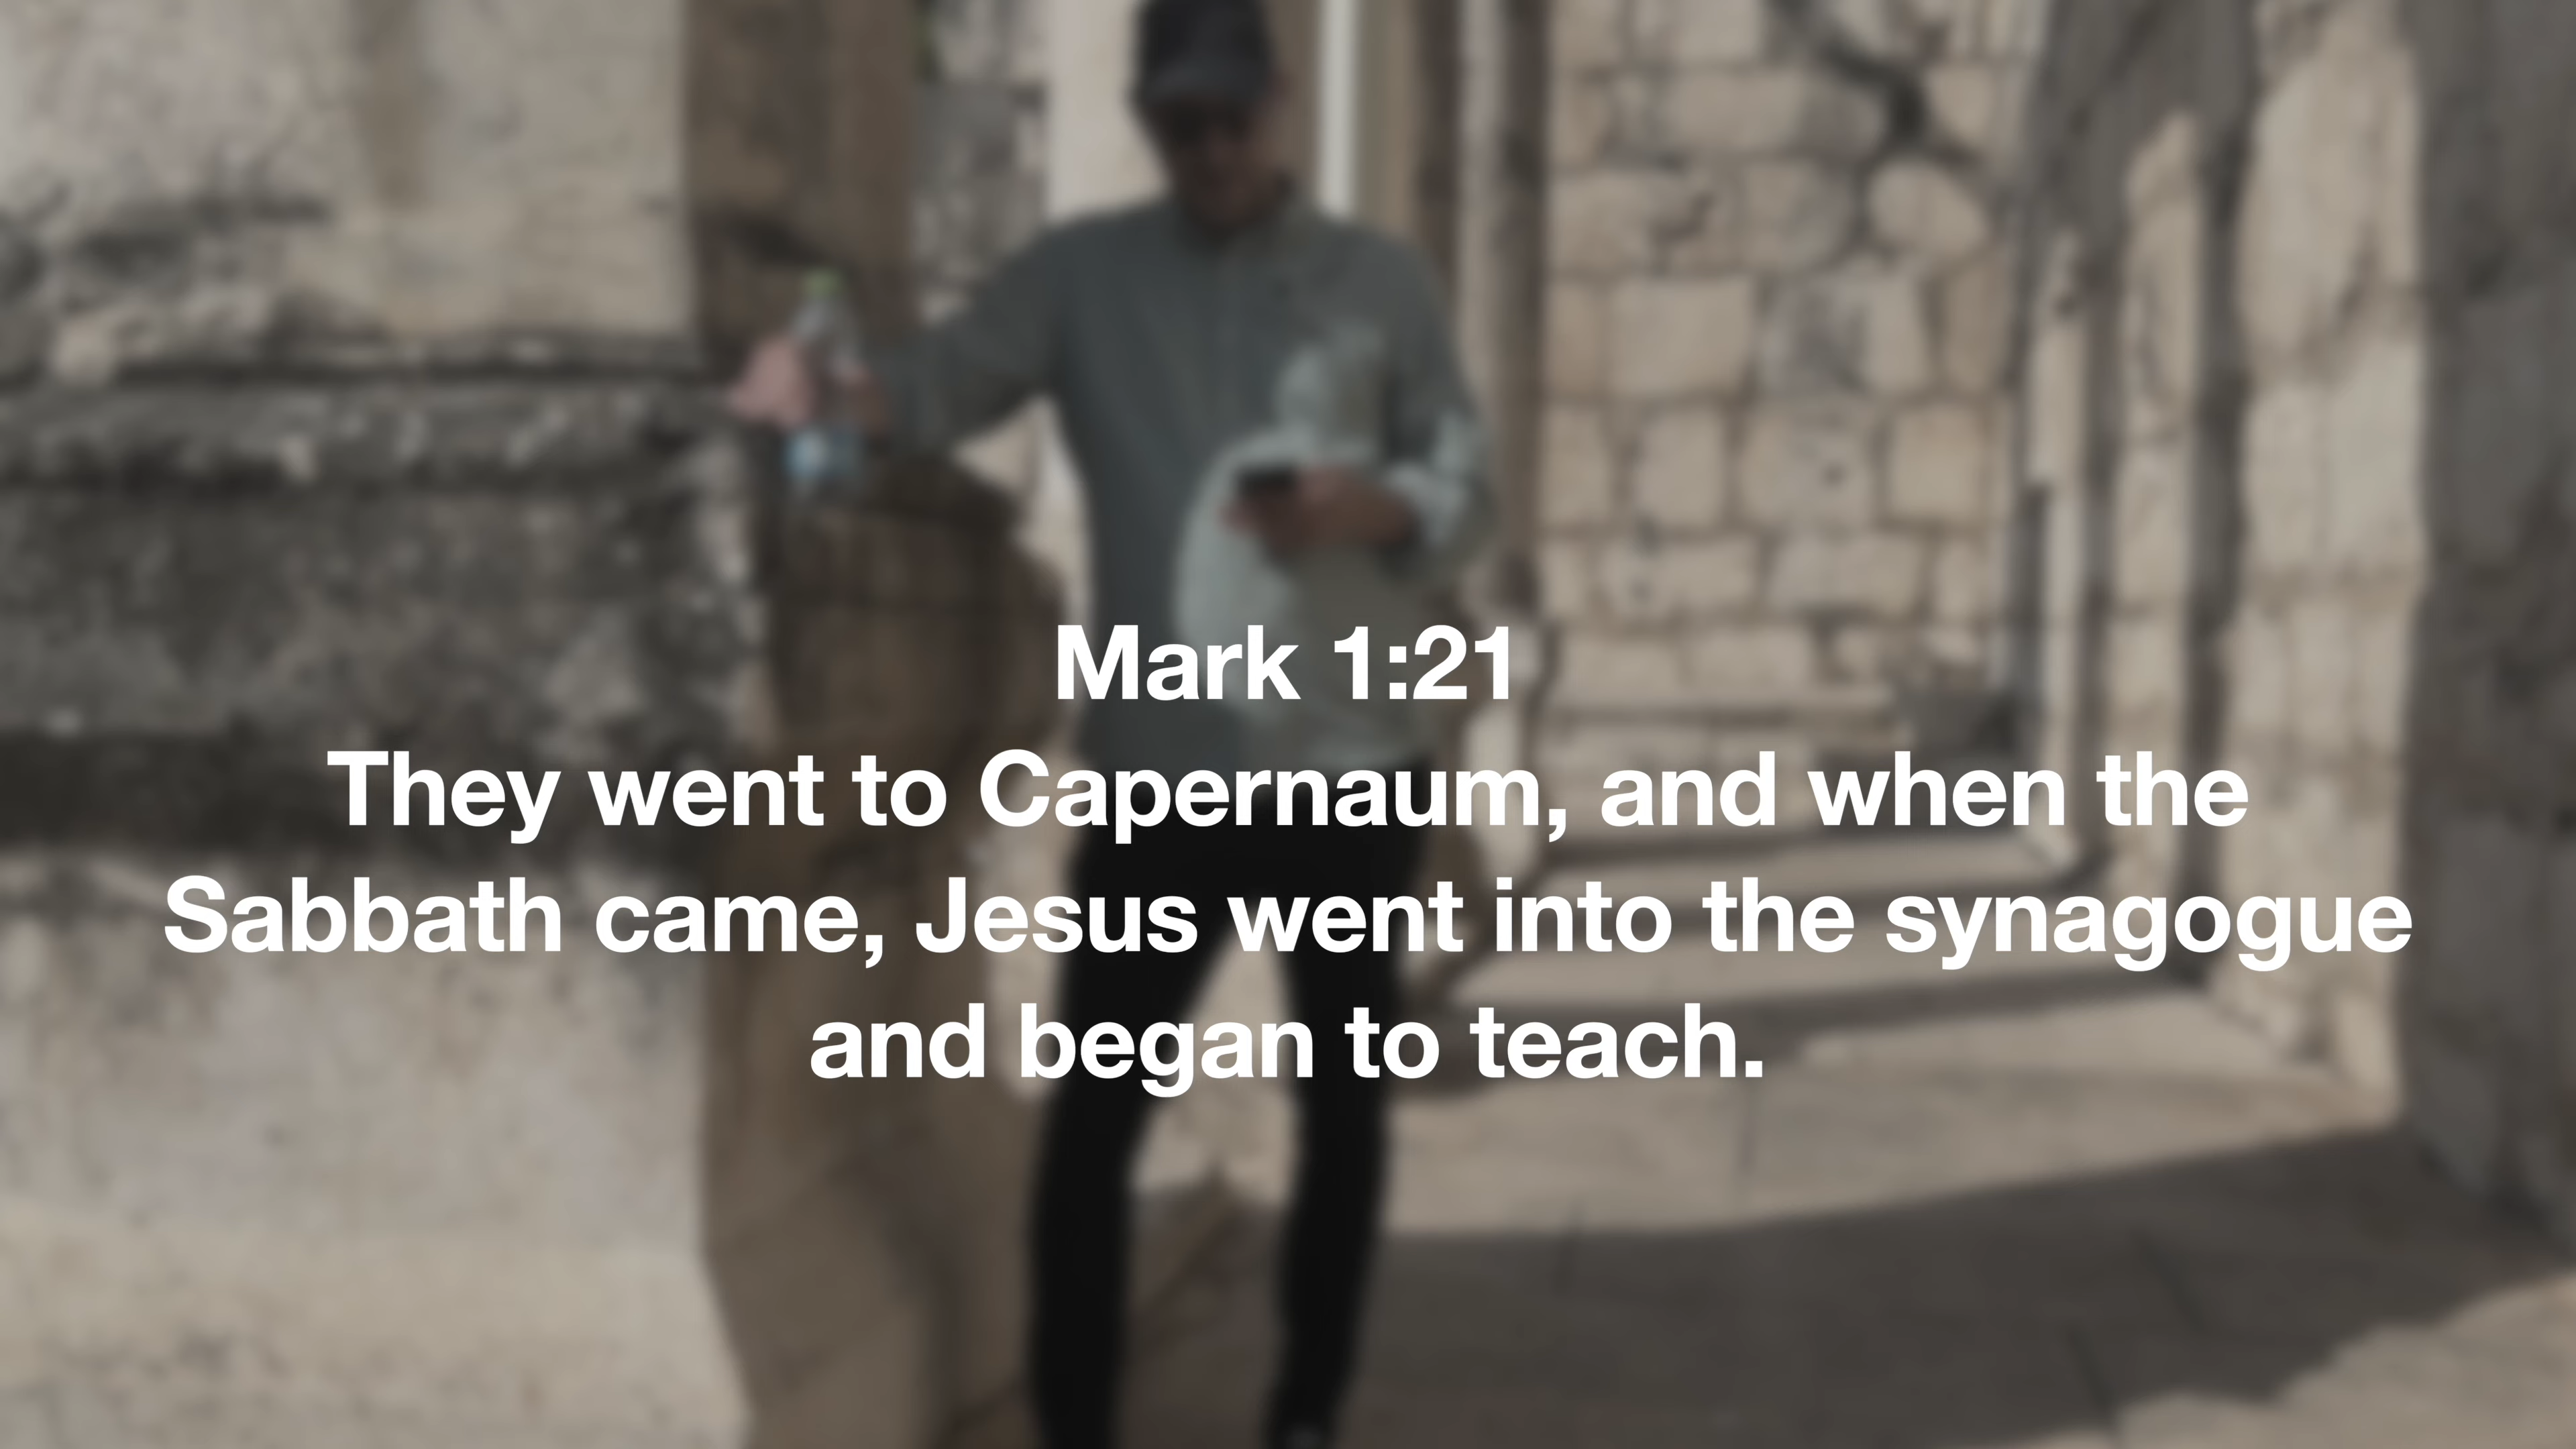 Mark 1:21
They went to Capernaum, and when the
Sabbath came, Jesus went into the synagogue
and began to teach.